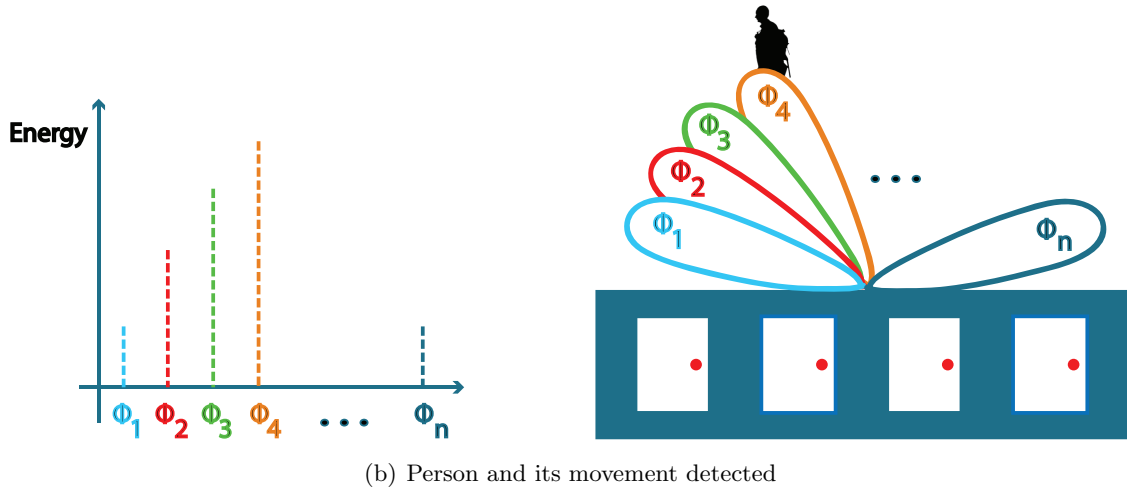 Energy
Φ1 Φ2 Φ3 Φ4 ... Φn
Φ4
Φ3
Φ2
...
Φ1
Φn
(b) Person and its movement detected